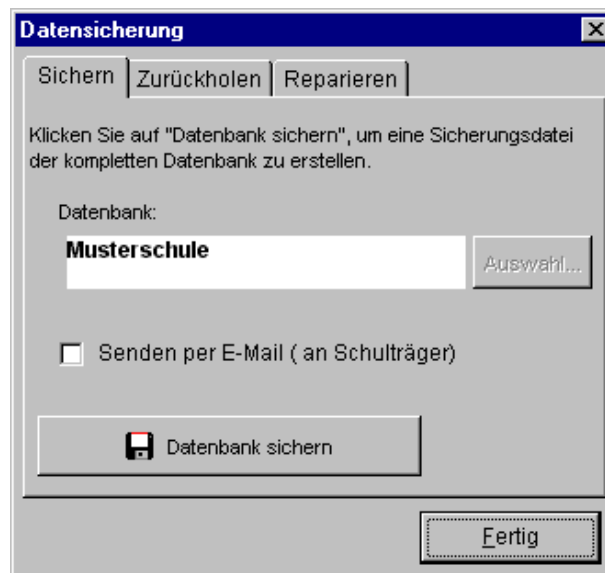 Datensicherung
Sichern Zurückholen Reparieren
Klicken Sie auf "Datenbank sichern", um eine Sicherungsdatei
der kompletten Datenbank zu erstellen.
Datenbank:
Musterschule
Auswahl...
Senden per E-Mail ( an Schulträger)
Datenbank sichern
Fertig